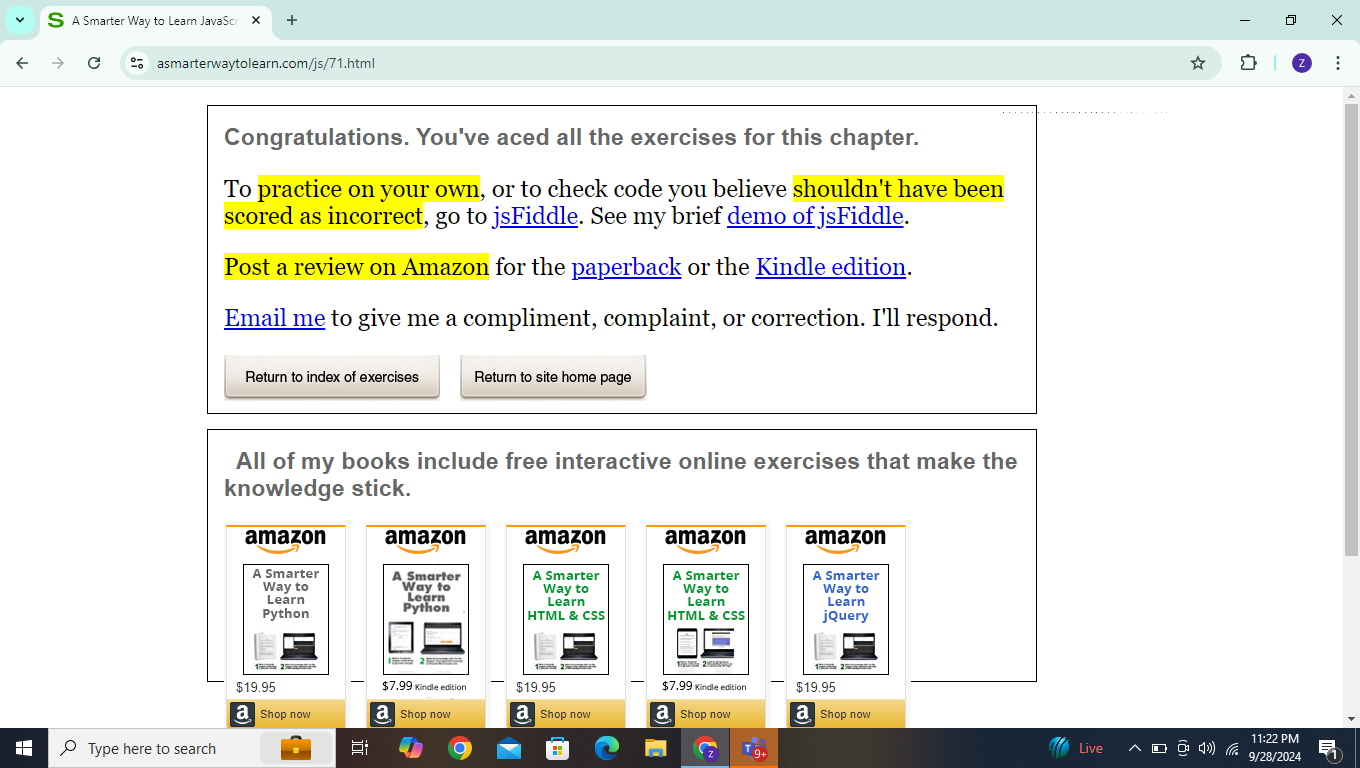 A Smarter Way to Learn JavaScr
asmarterwaytolearn.com/js/71.html
Z
Congratulations. You've aced all the exercises for this chapter.
To practice on your own, or to check code you believe shouldn't have been
scored as incorrect, go to jsFiddle. See my brief demo of jsFiddle.
Post a review on Amazon for the paperback or the Kindle edition.
Email me to give me a compliment, complaint, or correction. I'll respond.
Return to index of exercises Return to site home page
All of my books include free interactive online exercises that make the
knowledge stick.
amazon amazon amazon amazon amazon
A Smarter A Smarter A Smarter A Smarter A Smarter
Way to Way to Way to Way to Way to
Learn Learn Learn Learn Learn
Python Python HTML & CSS HTML & CSS jQuery
$19.95 $7.99 Kindle edition $19.95 $7.99 Kindle edition $19.95
Shop now Shop now Shop now Shop now Shop now
Type here to search
Z
9+
Live
11:22 PM
9/28/2024
1